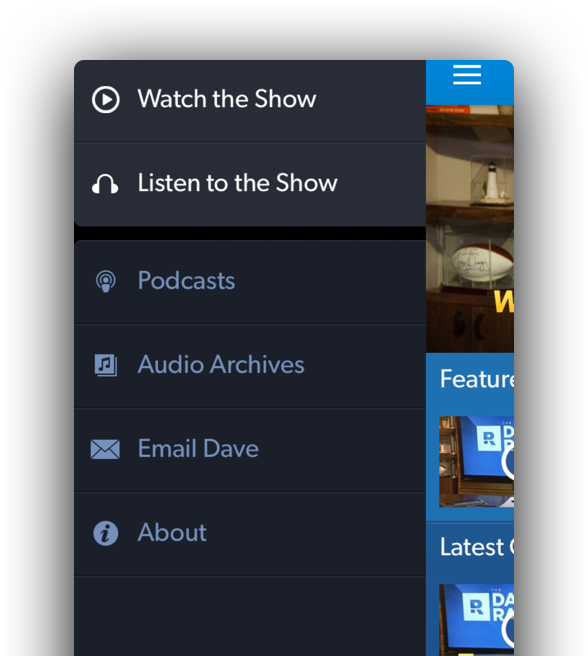 Watch the Show
Listen to the Show
Podcasts
Audio Archives
Email Dave
About
W
Feature
R
Latest
R